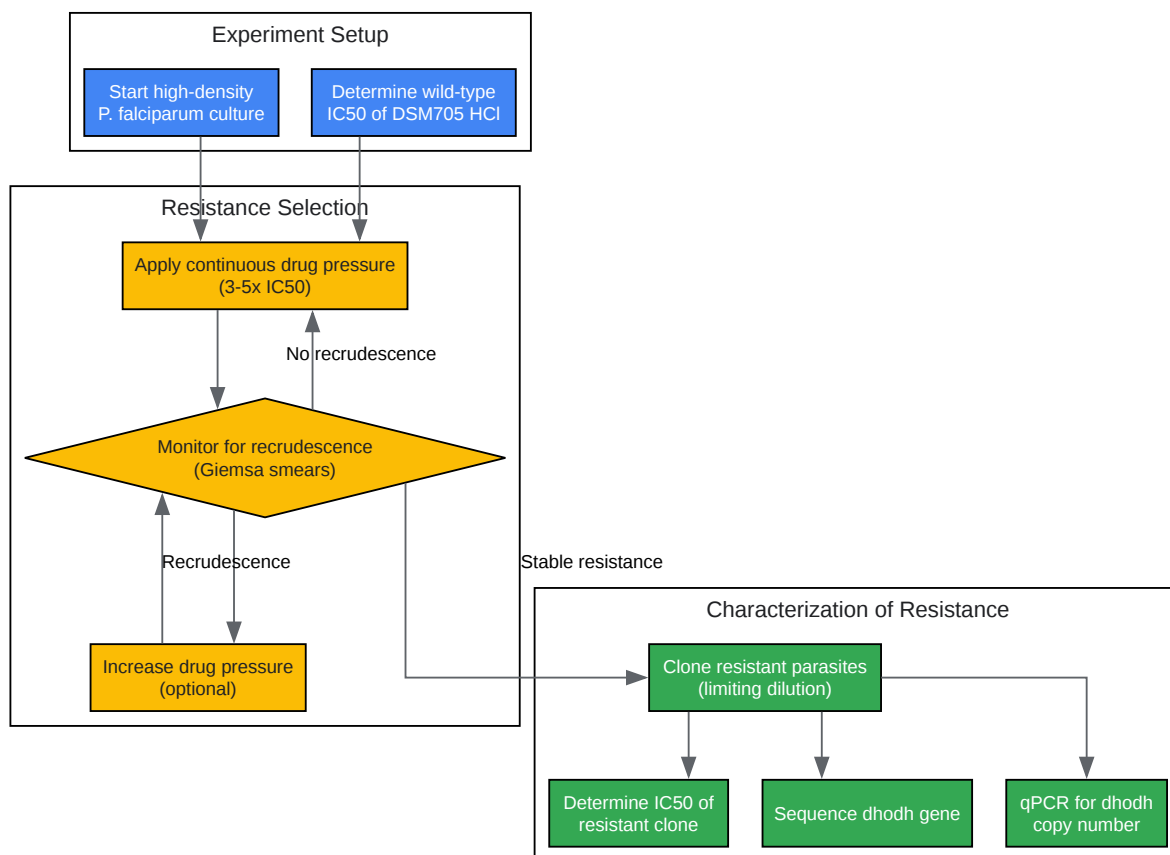 Experiment Setup
Start high-density
P. falciparum culture
Determine wild-type
IC50 of DSM705 HCl
Resistance Selection
Apply continuous drug pressure
(3-5x IC50)
No recrudescence
Monitor for recrudescence
(Giemsa smears)
Recrudescence
Stable resistance
Increase drug pressure
(optional)
Characterization of Resistance
Clone resistant parasites
(limiting dilution)
Determine IC50 of
resistant clone
Sequence dhodh gene
qPCR for dhodh
copy number